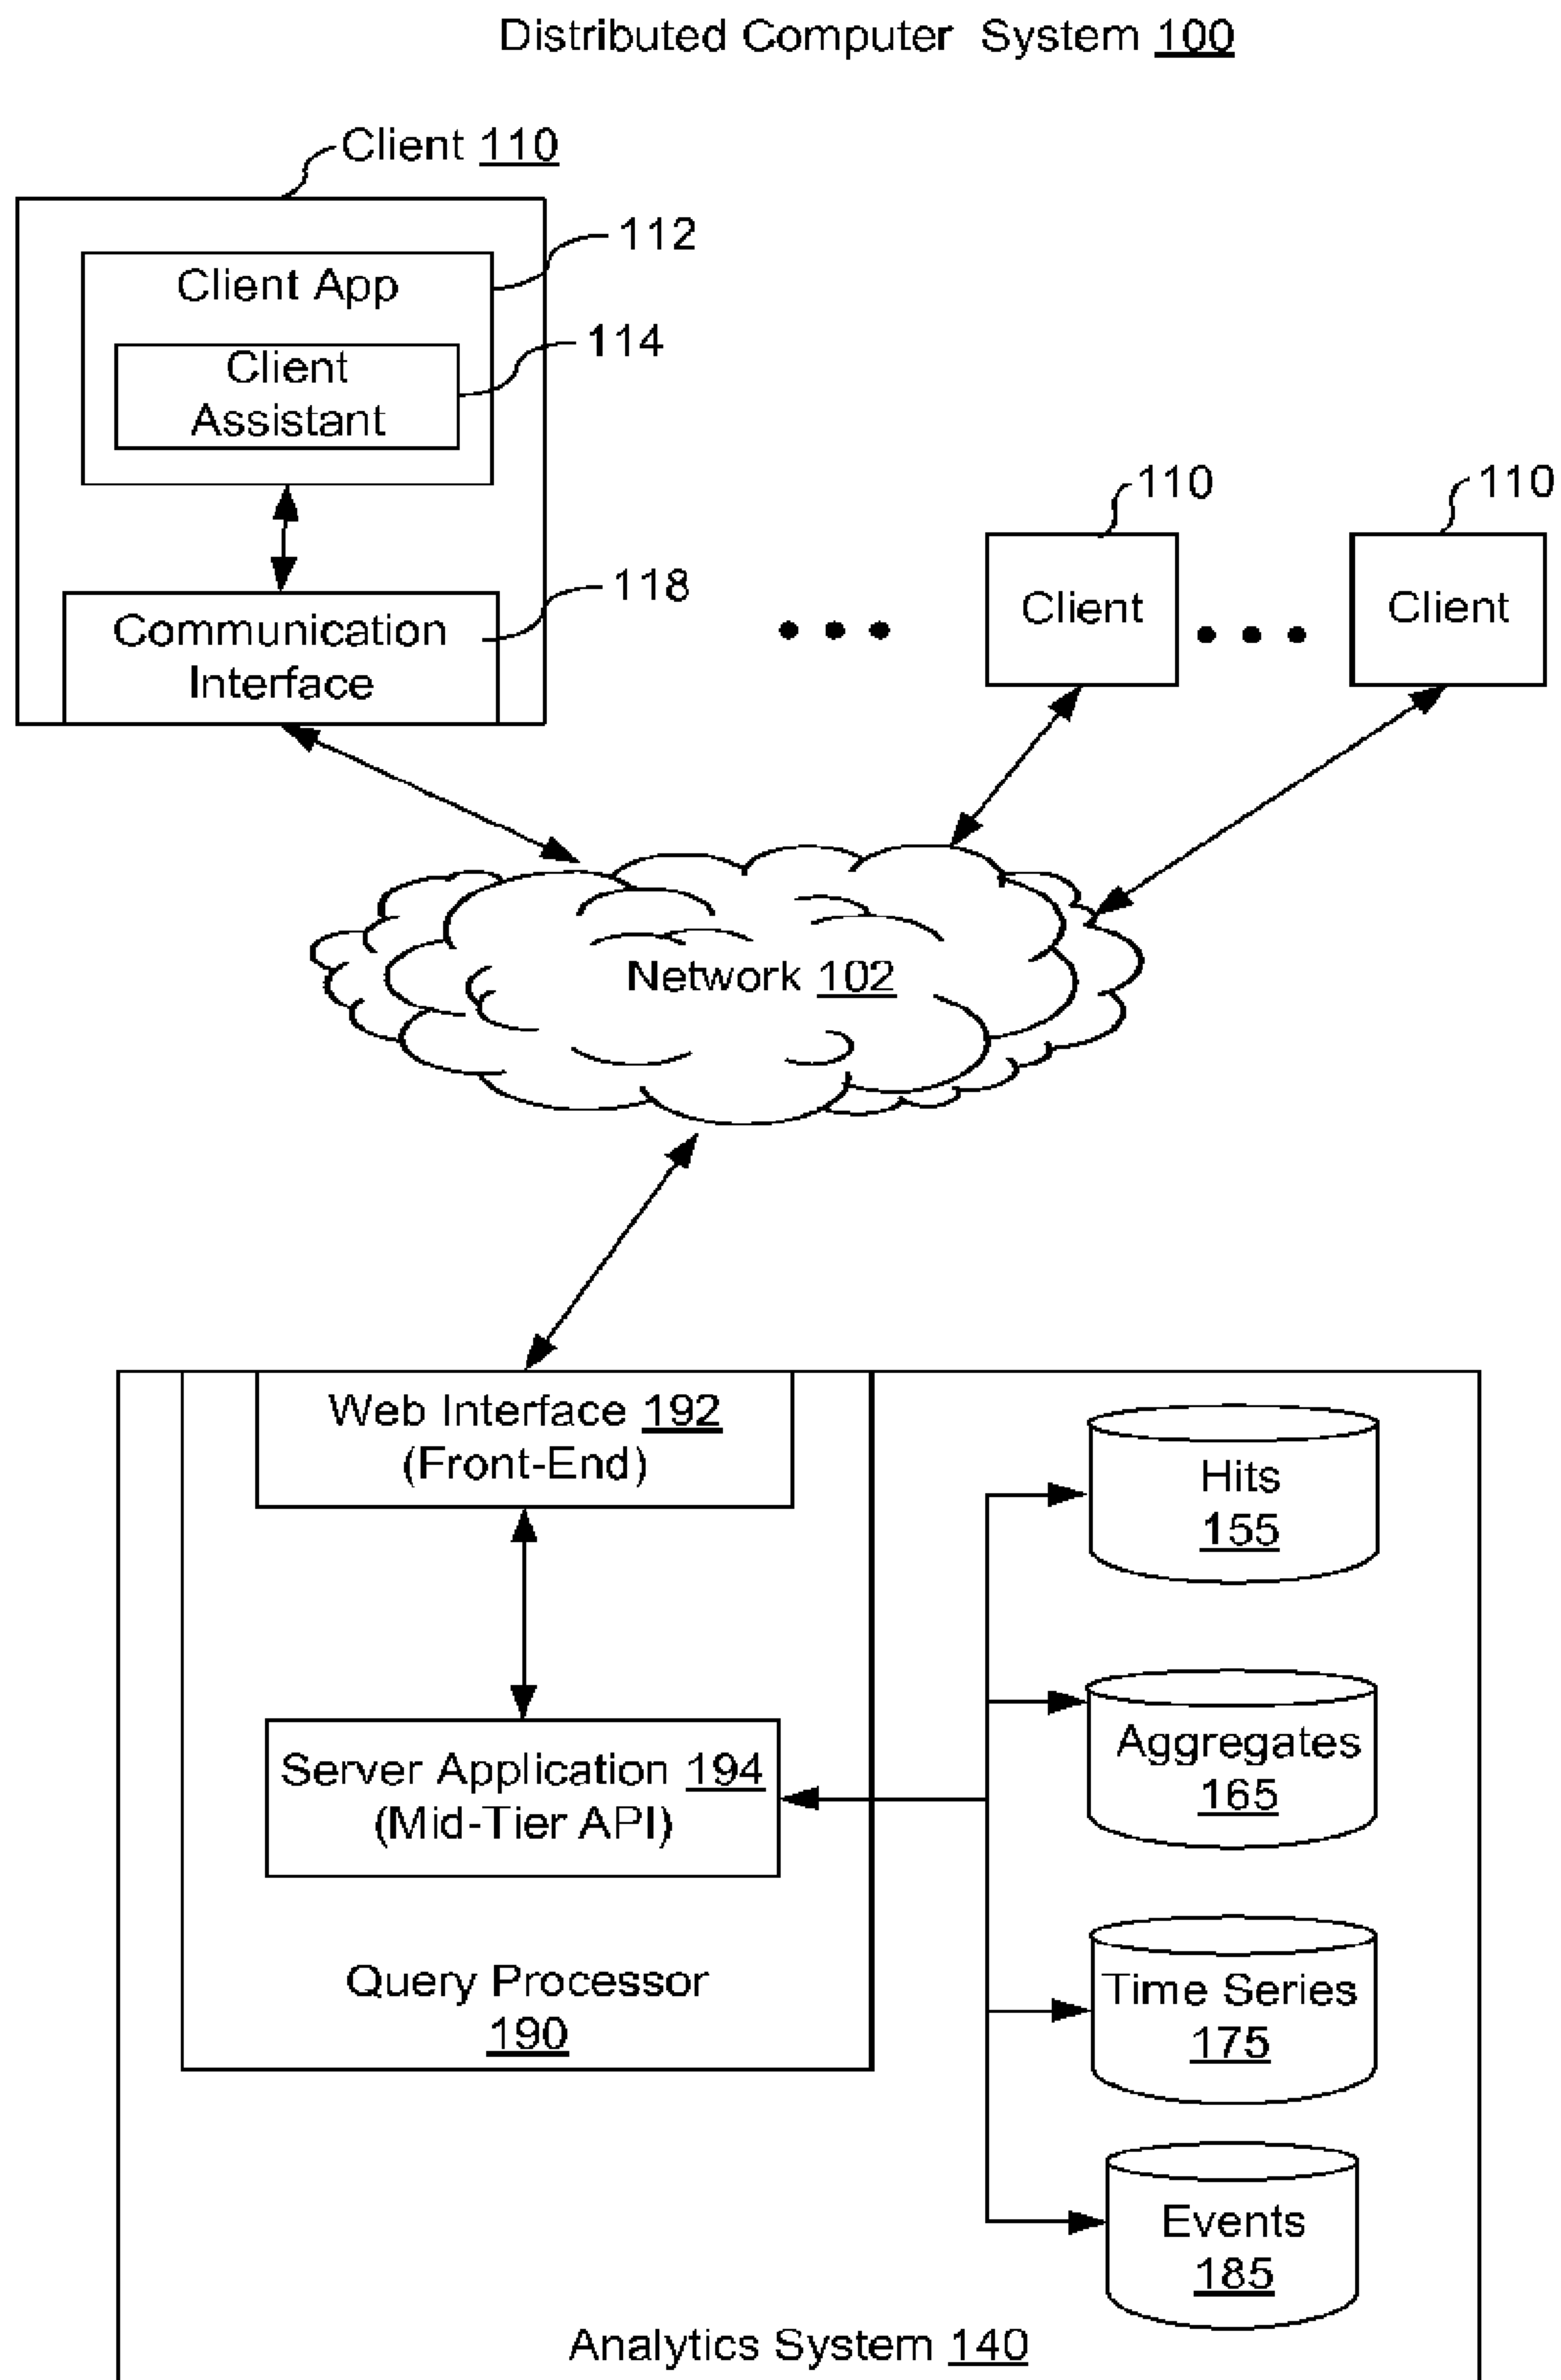 Distributed Computer System 100
Client 110
112
Client App
114
Client
Assistant
110
110
118
Client
Client
Communication
Interface
Network 102
Web Interface 192
(Front-End)
Hits
155
Server Application 194
(Mid-Tier API)
Aggregates
165
Query Processor
190
Time Series
175
Events
185
Analytics System 140